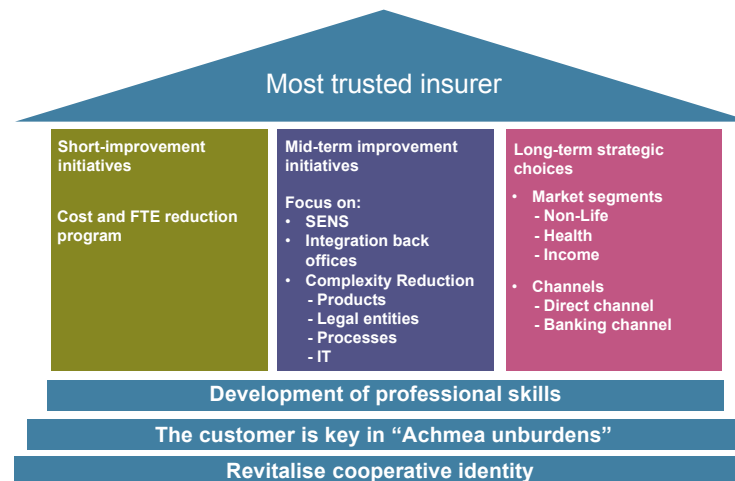 Most trusted insurer
Short-improvement
initiatives
Cost and FTE reduction
program
Mid-term improvement
initiatives
Focus on:
• SENS
• Integration back
offices
• Complexity Reduction
- Products
- Legal entities
- Processes
- IT
Long-term strategic
choices
• Market segments
- Non-Life
- Health
- Income
• Channels
- Direct channel
- Banking channel
Development of professional skills
The customer is key in “Achmea unburdens”
Revitalise cooperative identity